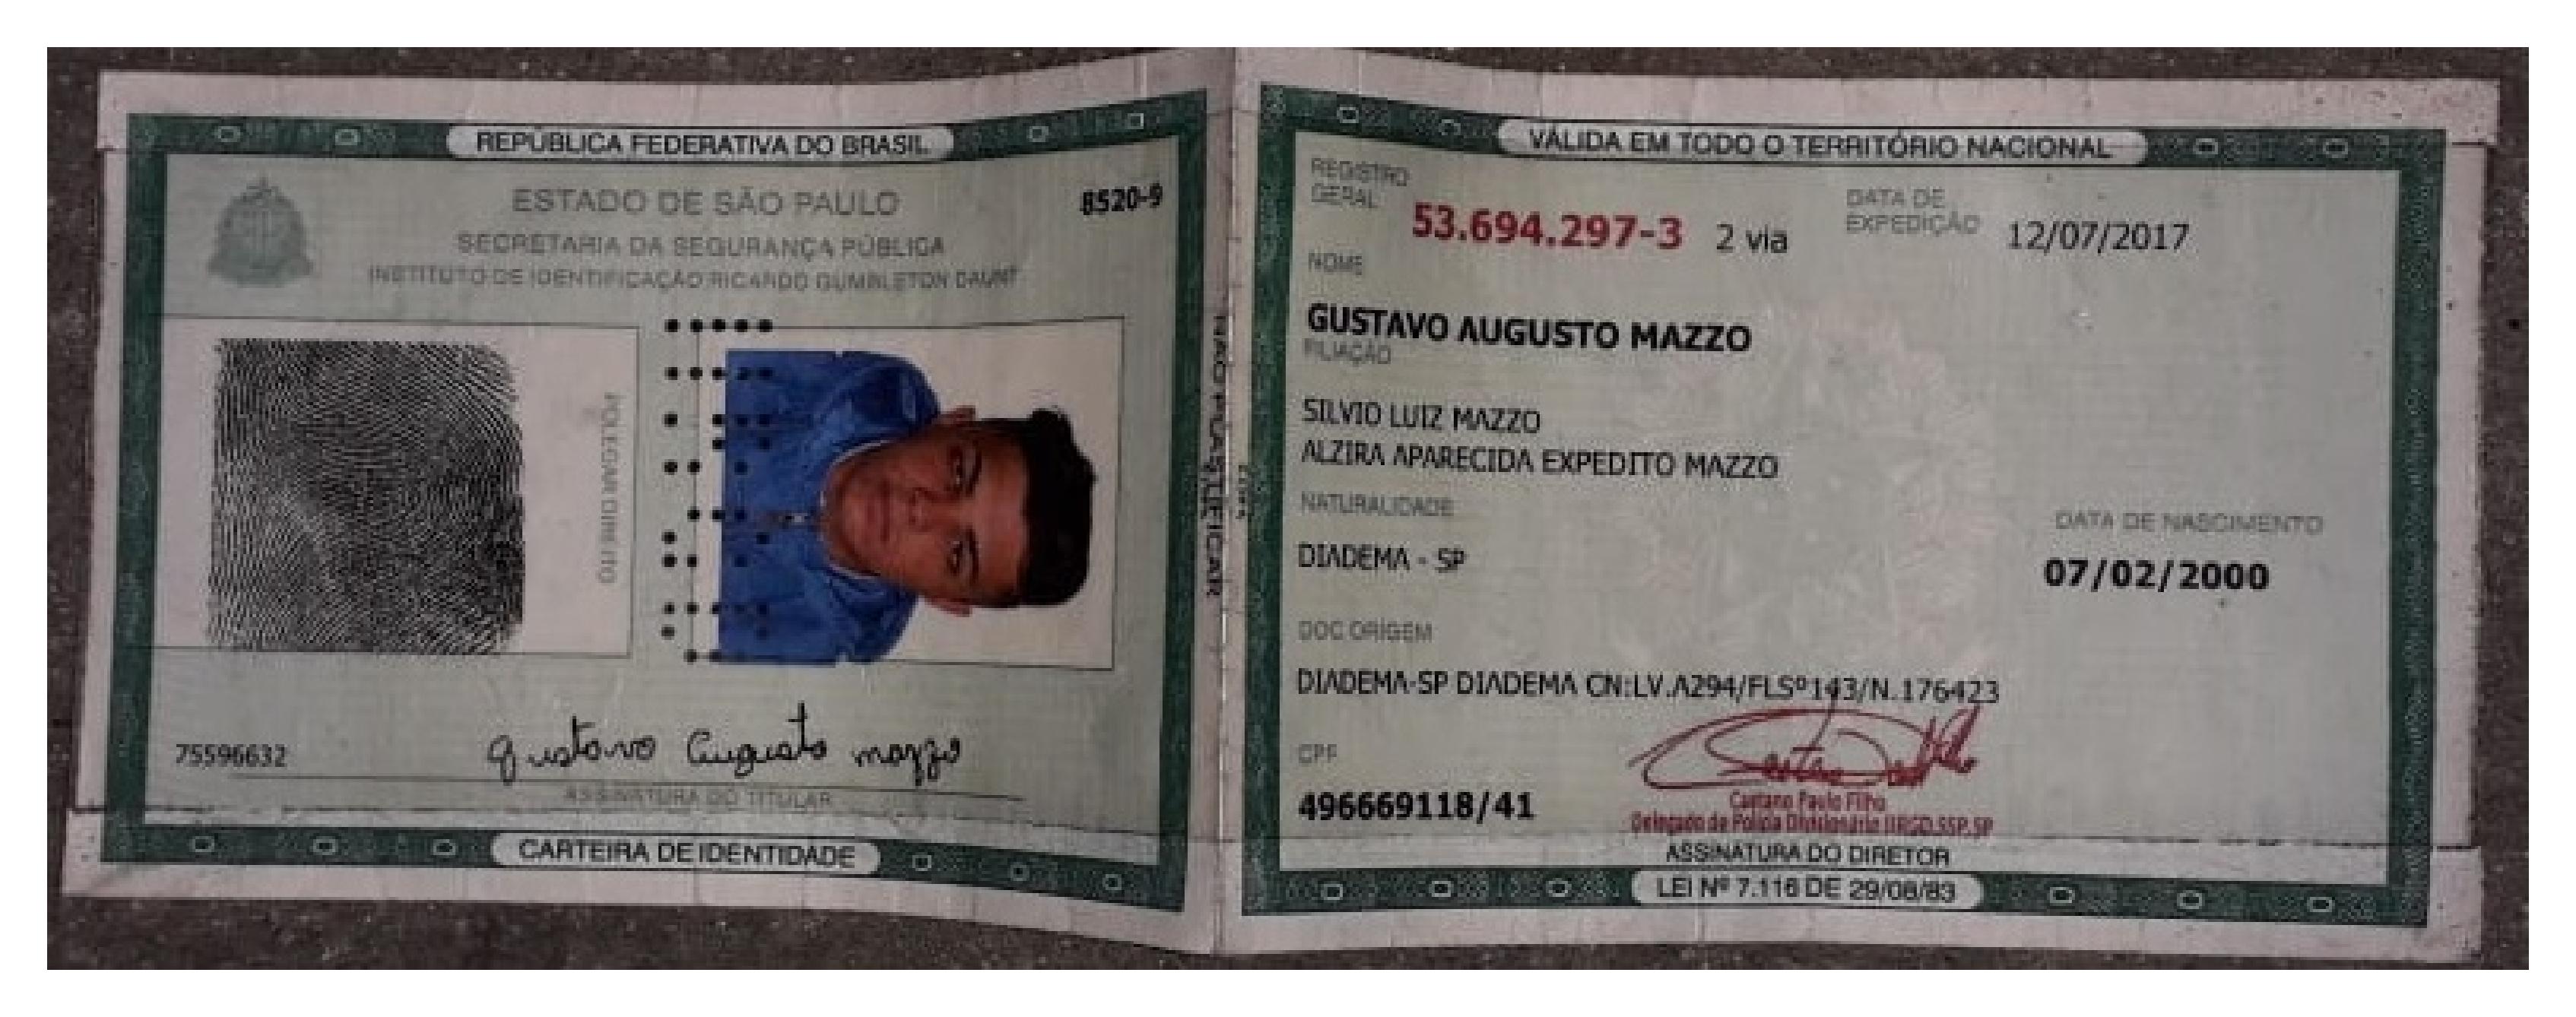 REPÚBLICA FEDERATIVA DO BRASIL
ESTADO DE SÃO PAULO
8520-9
SECRETARIA DA SEGURANÇA PÚBLICA
INSTITUTO DE IDENTIFICAÇÃO RICARDO GUMBLETON DAUNT
POLEGAR DIREITO
75596632
Gustavo Augusto mazzo
ASSINATURA DO TITULAR
CARTEIRA DE IDENTIDADE
NÃO PLASTIFICAR
VÁLIDA EM TODO O TERRITÓRIO NACIONAL
REGISTRO GERAL
53.694.297-3 2 via
DATA DE EXPEDIÇÃO
12/07/2017
NOME
GUSTAVO AUGUSTO MAZZO
FILIAÇÃO
SILVIO LUIZ MAZZO
ALZIRA APARECIDA EXPEDITO MAZZO
NATURALIDADE
DATA DE NASCIMENTO
DIADEMA - SP
07/02/2000
DOC ORIGEM
DIADEMA-SP DIADEMA CN:LV.A294/FLSº143/N.176423
CPF
496669118/41
Caetano Paulo Filho
Delegado de Polícia Divisionário IIRGD.SSP.SP
ASSINATURA DO DIRETOR
LEI Nº 7.116 DE 29/08/83